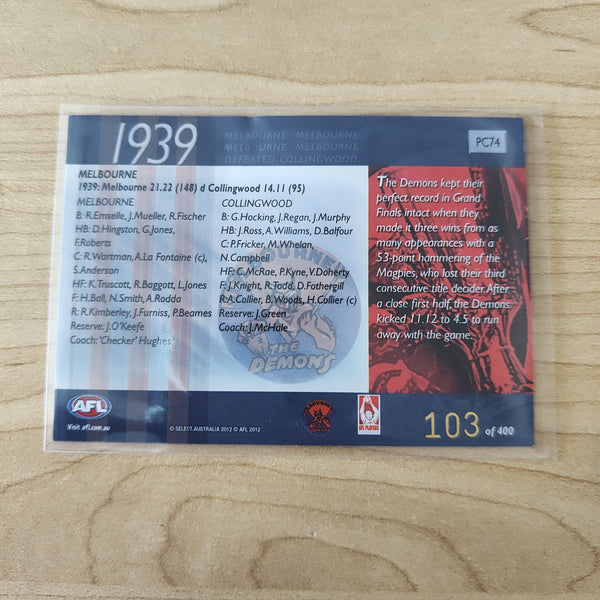 1939
MELBOURNE MELBOURNE
MELBOURNE MELBOURNE
DEFEATED COLLINGWOOD
PC74
MELBOURNE
1939: Melbourne 21.22 (148) d Collingwood 14.11 (95)
MELBOURNE
B: R.Emselle, J.Mueller, R.Fischer
HB: D.Hingston, G.Jones,
F.Roberts
C: R.Wartman, A.La Fontaine (c),
S.Anderson
HF: K.Truscott, R.Baggott, L.Jones
F: H.Ball, N.Smith, A.Rodda
R: R.Kimberley, J.Furniss, P.Beames
Reserve: J.O'Keefe
Coach: 'Checker' Hughes
COLLINGWOOD
B: G.Hocking, J.Regan, J.Murphy
HB: J.Ross, A.Williams, D.Balfour
C: P.Fricker, M.Whelan,
N.Campbell
HF: C.McRae, P.Kyne, V.Doherty
F: J.Knight, R.Todd, D.Fothergill
R: A.Collier, B.Woods, H.Collier (c)
Reserve: J.Green
Coach: J.McHale
MELBOURNE
THE DEMONS
The Demons kept their
perfect record in Grand
Finals intact when they
made it three wins from as
many appearances with a
53-point hammering of the
Magpies, who lost their third
consecutive title decider. After
a close first half, the Demons
kicked 11.12 to 4.5 to run
away with the game.
AFL
Visit afl.com.au
© SELECT AUSTRALIA 2012 © AFL 2012
AFL PLAYERS
103 of 400